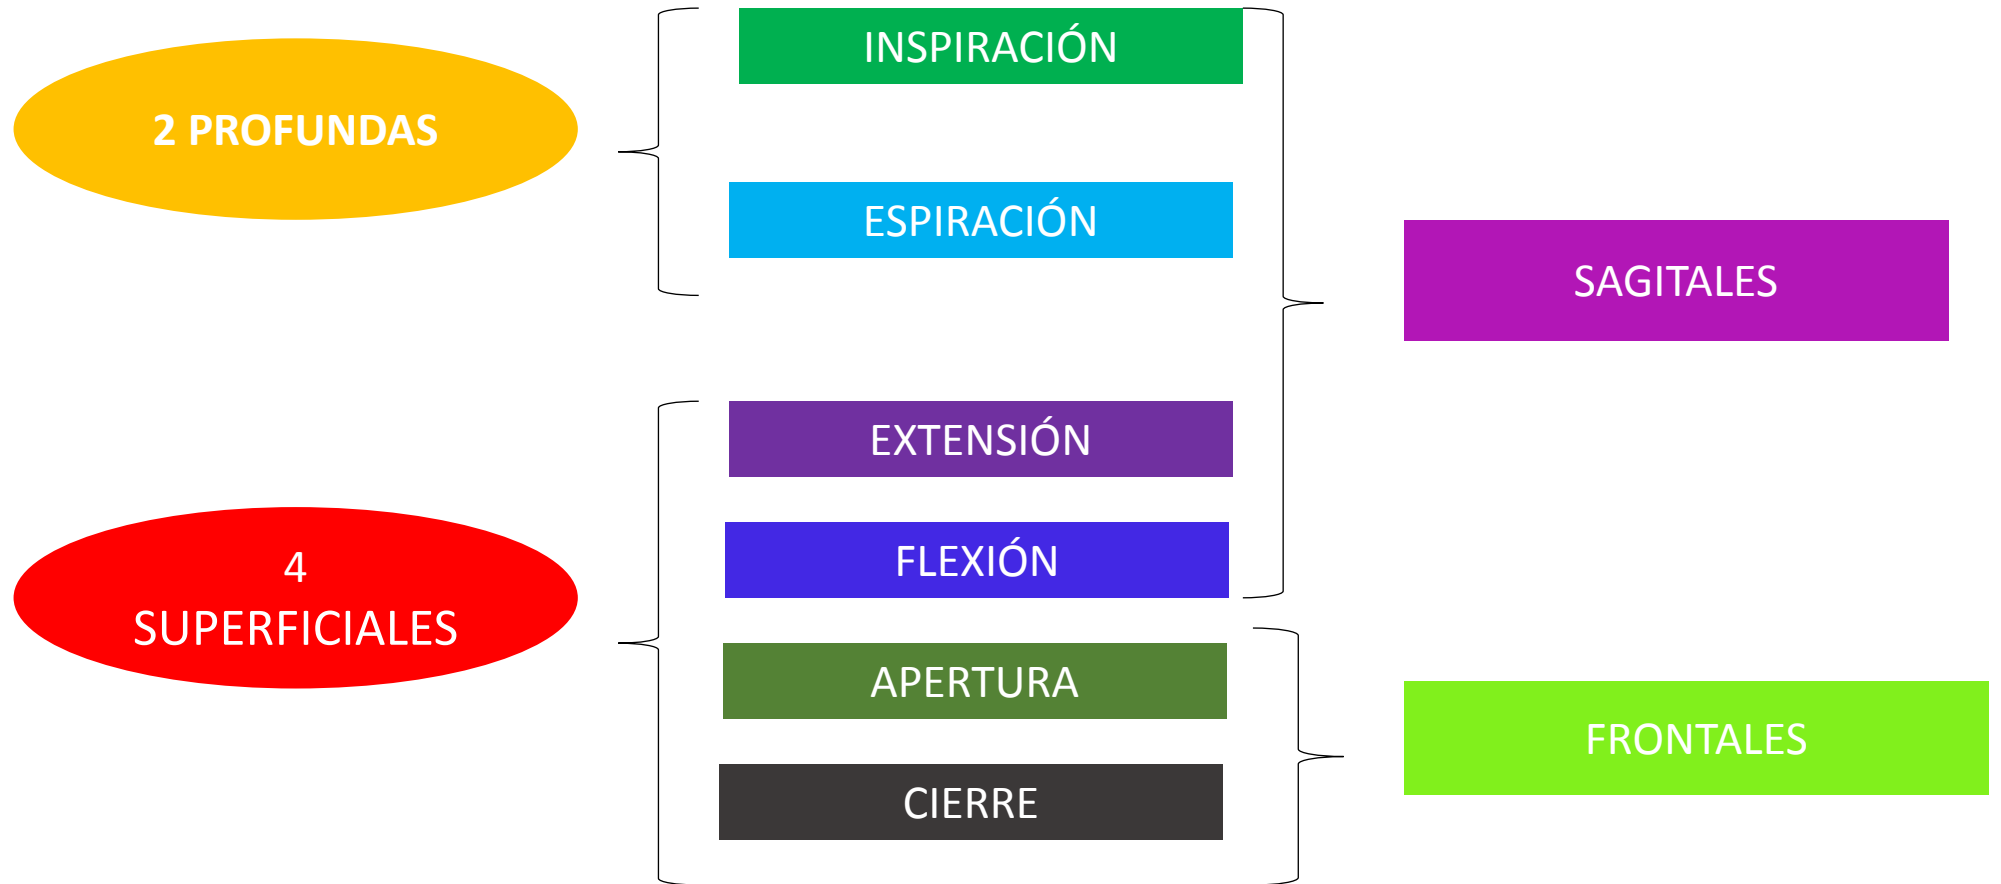 2 PROFUNDAS
INSPIRACIÓN
ESPIRACIÓN
SAGITALES
4
SUPERFICIALES
EXTENSIÓN
FLEXIÓN
APERTURA
CIERRE
FRONTALES